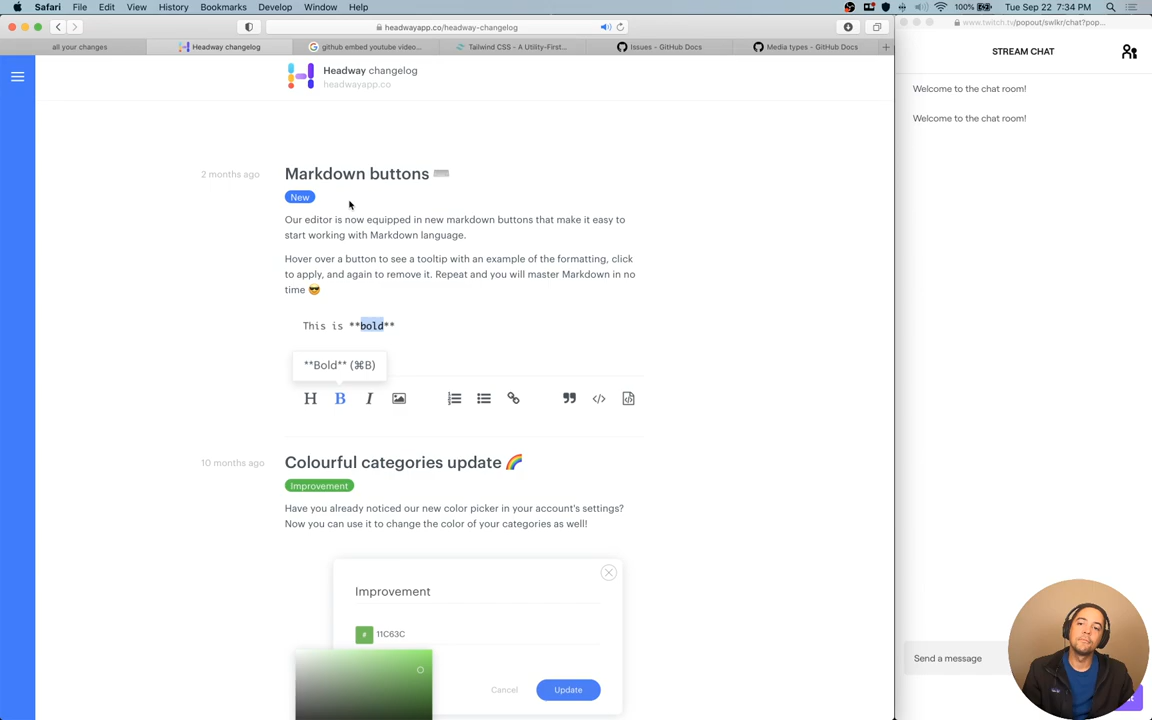 Safari File Edit View History Bookmarks Develop Window Help
100% Tue Sep 22 7:34 PM
headwayapp.co/headway-changelog
www.twitch.tv/popout/swlkr/chat?pop...
all your changes
Headway changelog
github embed youtube video...
Tailwind CSS - A Utility-First...
Issues - GitHub Docs
Media types - GitHub Docs
STREAM CHAT
Headway changelog
headwayapp.co
Welcome to the chat room!
Welcome to the chat room!
2 months ago
Markdown buttons
New
Our editor is now equipped in new markdown buttons that make it easy to
start working with Markdown language.
Hover over a button to see a tooltip with an example of the formatting, click
to apply, and again to remove it. Repeat and you will master Markdown in no
time 😎
This is **bold**
**Bold** (⌘B)
H B I
10 months ago
Colourful categories update 🌈
Improvement
Have you already noticed our new color picker in your account's settings?
Now you can use it to change the color of your categories as well!
Improvement
# 11C63C
Cancel
Update
Send a message